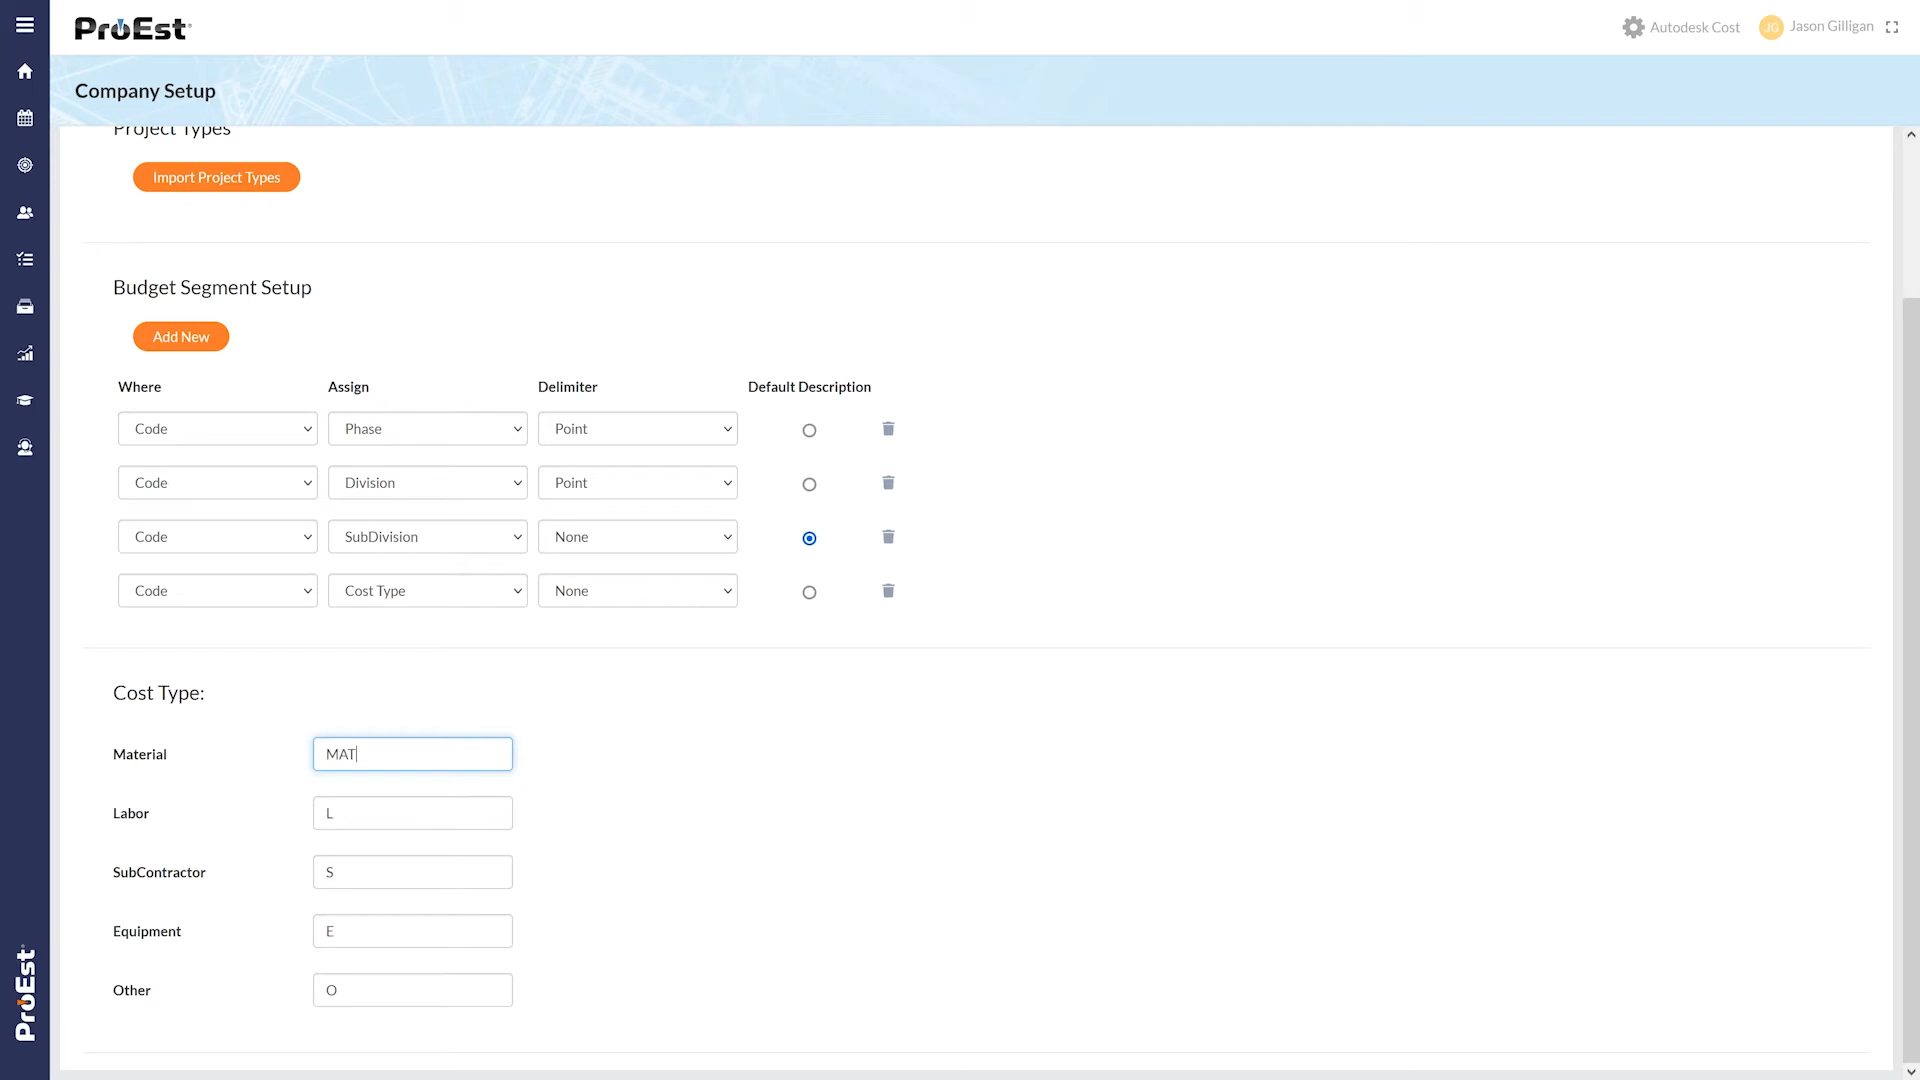 ProEst
Autodesk Cost
JG
Jason Gilligan
Company Setup
Project Types
Import Project Types
Budget Segment Setup
Add New
Where Assign Delimiter Default Description
Code Phase Point
Code Division Point
Code SubDivision None
Code Cost Type None
Cost Type:
Material MAT
Labor L
SubContractor S
Equipment E
Other O
ProEst